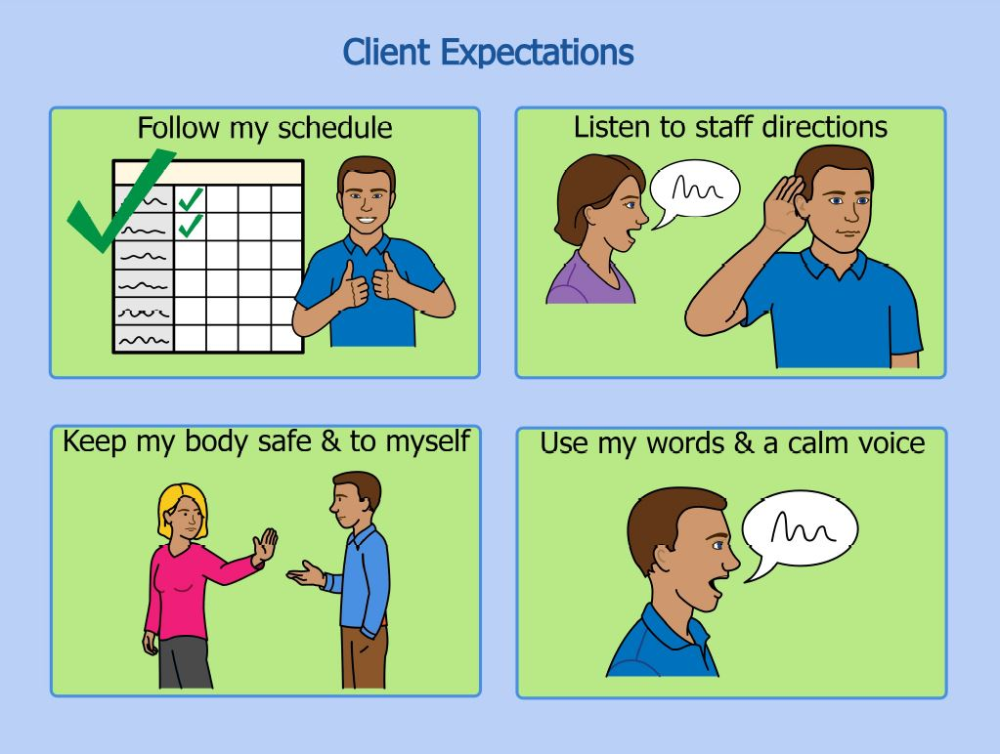 Client Expectations
Follow my schedule
Listen to staff directions
Keep my body safe & to myself
Use my words & a calm voice